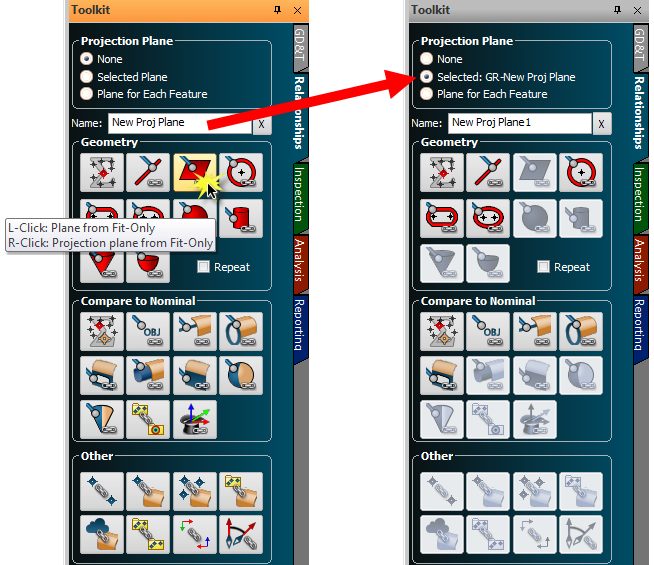 Toolkit
Projection Plane
None
Selected Plane
Plane for Each Feature
Name: New Proj Plane X
Geometry
L-Click: Plane from Fit-Only
R-Click: Projection plane from Fit-Only
Repeat
Compare to Nominal
OBJ
Other
GD&T
Relationships
Inspection
Analysis
Reporting
Toolkit
Projection Plane
None
Selected: GR-New Proj Plane
Plane for Each Feature
Name: New Proj Plane1 X
Geometry
Repeat
Compare to Nominal
OBJ
Other
GD&T
Relationships
Inspection
Analysis
Reporting